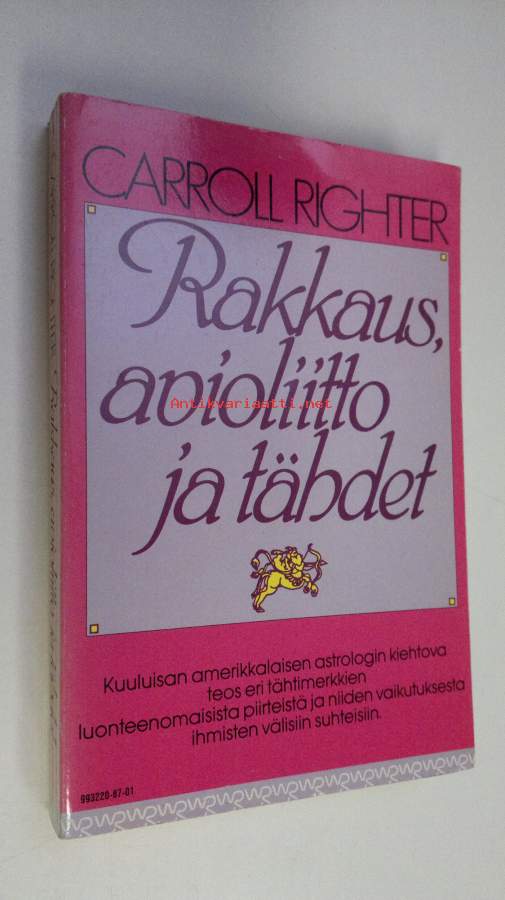 CARROLL RIGHTER
Rakkaus,
avioliitto
Antikvariaatti.net
ja tähdet
Kuuluisan amerikkalaisen astrologin kiehtova
teos eri tähtimerkkien
luonteenomaisista piirteistä ja niiden vaikutuksesta
ihmisten välisiin suhteisiin.
993220-87-01